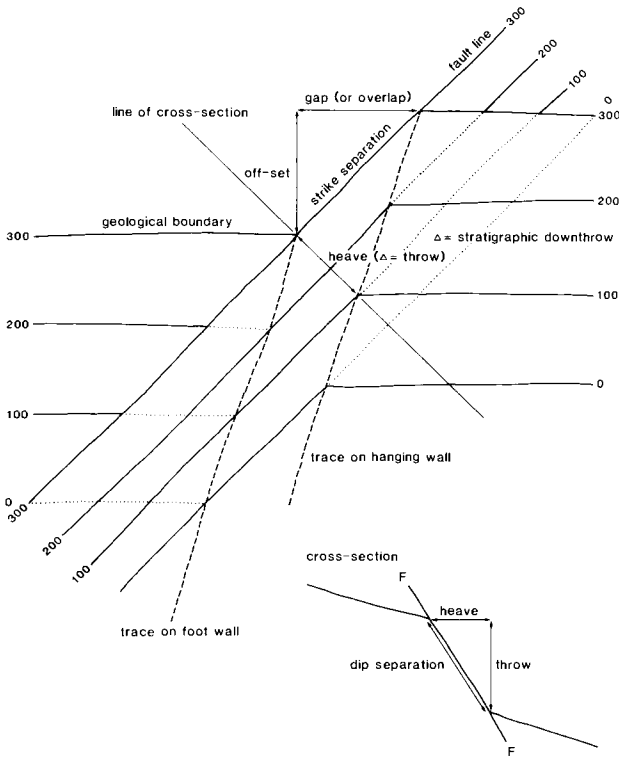 300
fault line
200
100
0
300
gap (or overlap)
line of cross-section
strike separation
off-set
200
geological boundary
300
Δ = stratigraphic downthrow
heave (Δ = throw)
100
200
0
100
trace on hanging wall
0
300
200
100
cross-section
F
heave
trace on foot wall
dip separation
throw
F